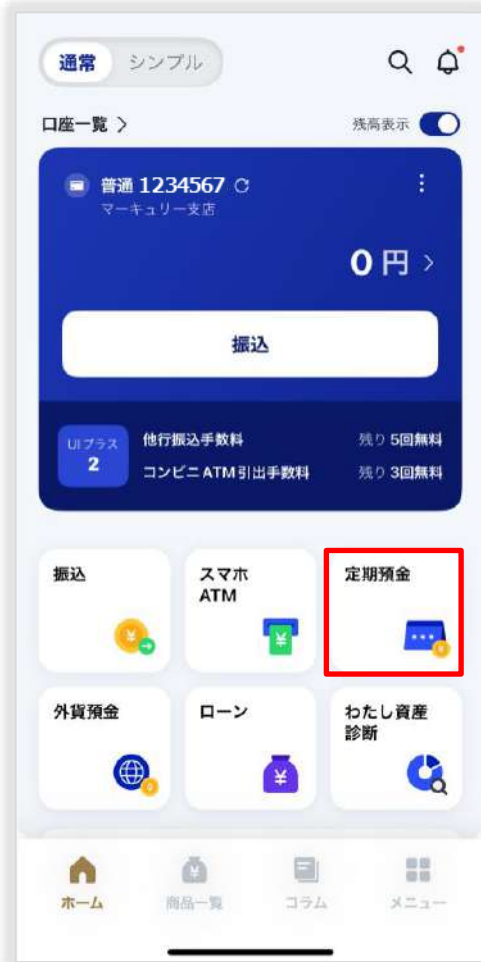 通常 シンプル
口座一覧 >
残高表示
普通 1234567
マーキュリー支店
0 円 >
振込
UIプラス
2
他行振込手数料 残り 5回無料
コンビニATM引出手数料 残り 3回無料
振込
スマホ
ATM
定期預金
外貨預金
ローン
わたし資産
診断
ホーム
商品一覧
コラム
メニュー